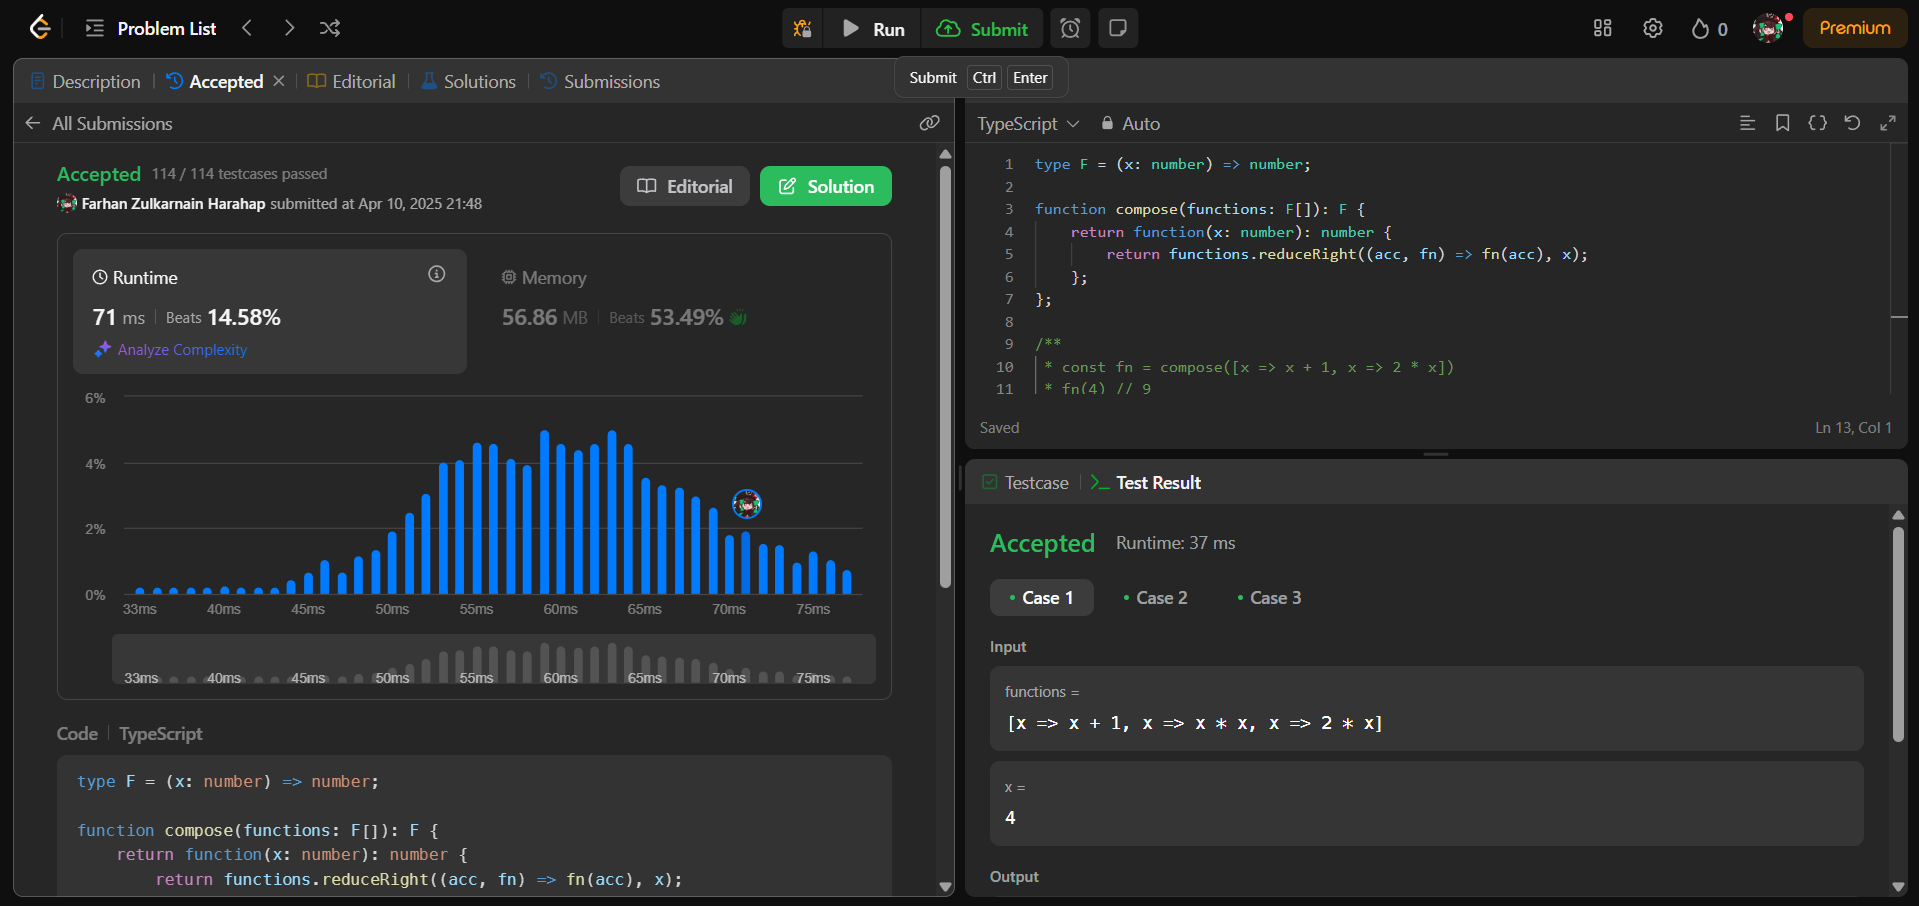 Problem List
Run
Submit
0
Premium
Description
Accepted
Editorial
Solutions
Submissions
Submit Ctrl Enter
All Submissions
Accepted 114 / 114 testcases passed
Farhan Zulkarnain Harahap submitted at Apr 10, 2025 21:48
Editorial
Solution
Runtime
71 ms Beats 14.58%
Analyze Complexity
Memory
56.86 MB Beats 53.49%
6%
4%
2%
0%
33ms 40ms 45ms 50ms 55ms 60ms 65ms 70ms 75ms
33ms 40ms 45ms 50ms 55ms 60ms 65ms 70ms 75ms
Code TypeScript
type F = (x: number) => number;
function compose(functions: F[]): F {
return function(x: number): number {
return functions.reduceRight((acc, fn) => fn(acc), x);
TypeScript
Auto
1 type F = (x: number) => number;
2
3 function compose(functions: F[]): F {
4 return function(x: number): number {
5 return functions.reduceRight((acc, fn) => fn(acc), x);
6 };
7 };
8
9 /**
10 * const fn = compose([x => x + 1, x => 2 * x])
11 * fn(4) // 9
Saved
Ln 13, Col 1
Testcase
Test Result
Accepted Runtime: 37 ms
Case 1
Case 2
Case 3
Input
functions =
[x => x + 1, x => x * x, x => 2 * x]
x =
4
Output